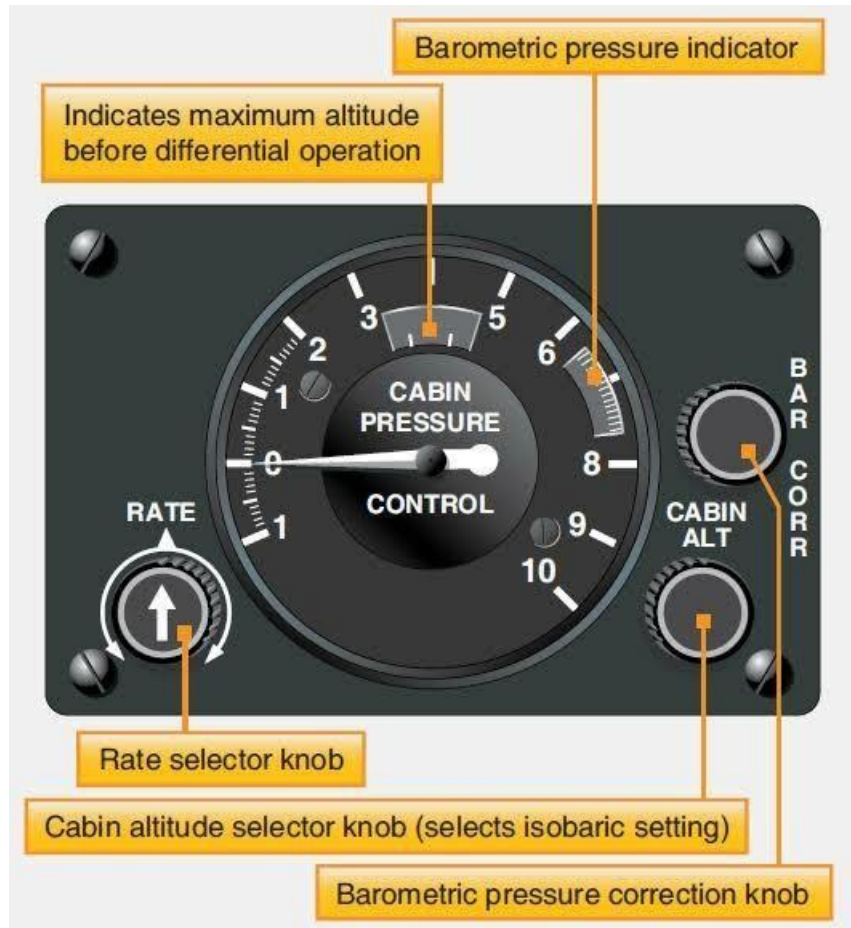 Barometric pressure indicator
Indicates maximum altitude
before differential operation
3
5
2
6
1
CABIN
PRESSURE
0
8
CONTROL
1
9
10
RATE
CABIN
ALT
BAR CORR
Rate selector knob
Cabin altitude selector knob (selects isobaric setting)
Barometric pressure correction knob